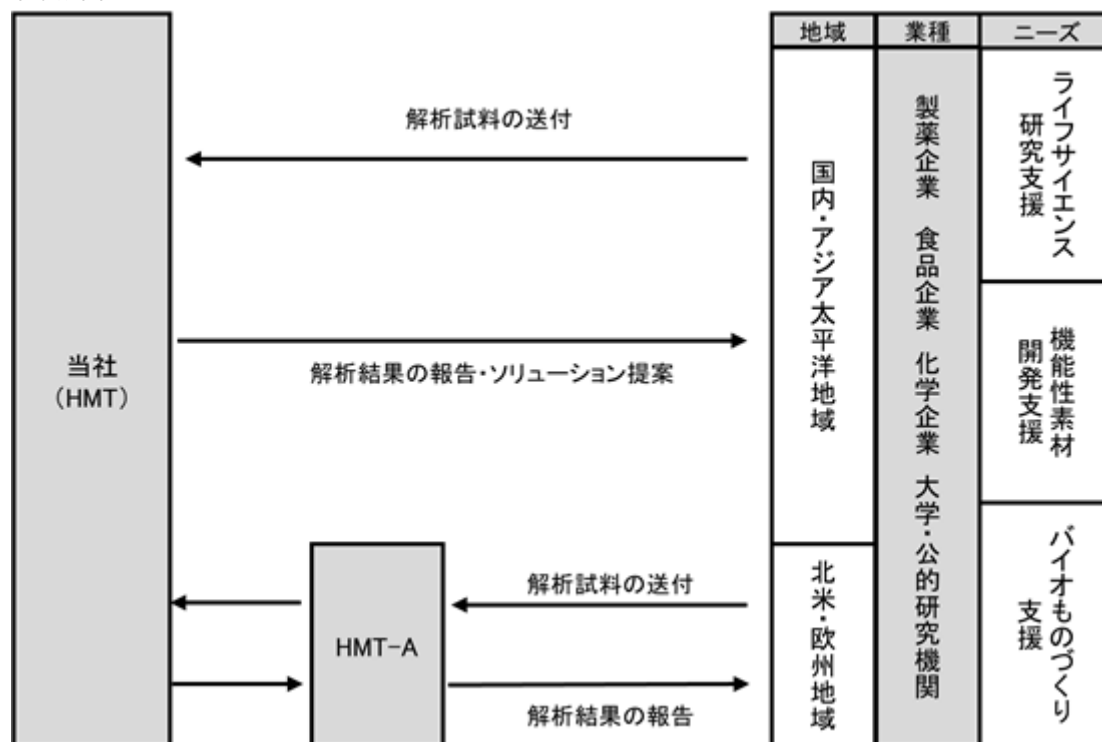 地域
業種
ニーズ
解析試料の送付
解析結果の報告・ソリューション提案
当社
(HMT)
HMT-A
解析試料の送付
解析結果の報告
国内・アジア太平洋地域
北米・欧州地域
製薬企業 食品企業 化学企業 大学・公的研究機関
ライフサイエンス
研究支援
機能性素材
開発支援
バイオものづくり
支援